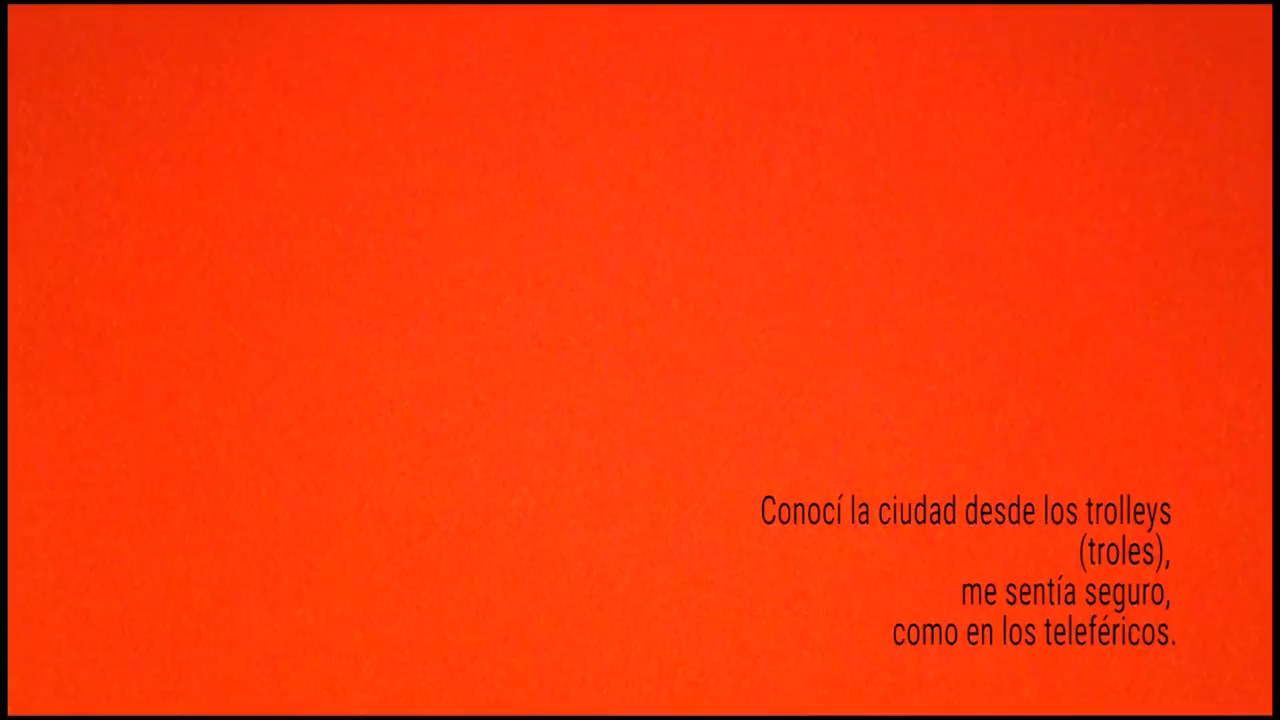 Conocí la ciudad desde los trolleys
(troles),
me sentía seguro,
como en los teleféricos.